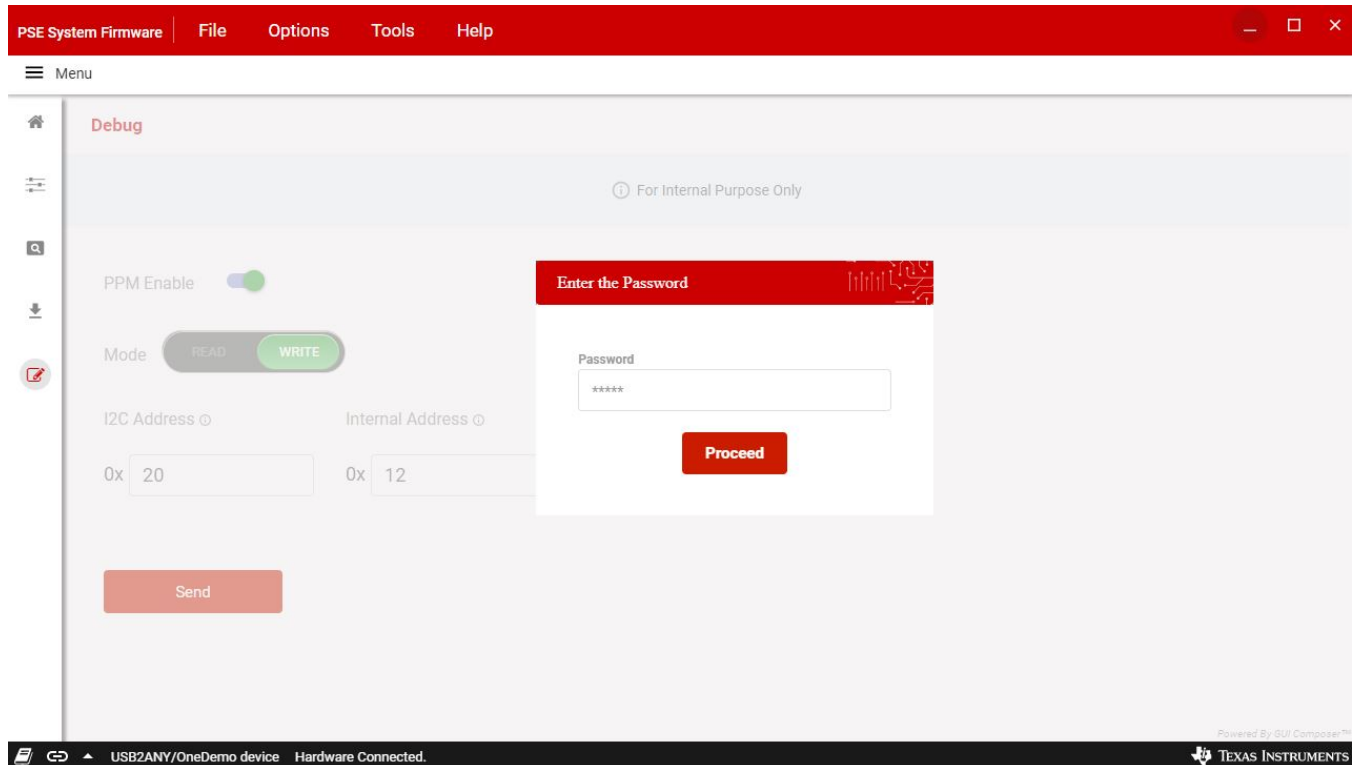 PSE System Firmware File Options Tools Help
Menu
Debug
For Internal Purpose Only
PPM Enable
Enter the Password
Mode READ WRITE
Password
*****
I2C Address Internal Address
Proceed
0x 20 0x 12
Send
Powered By GUI Composer™
USB2ANY/OneDemo device Hardware Connected.
TEXAS INSTRUMENTS